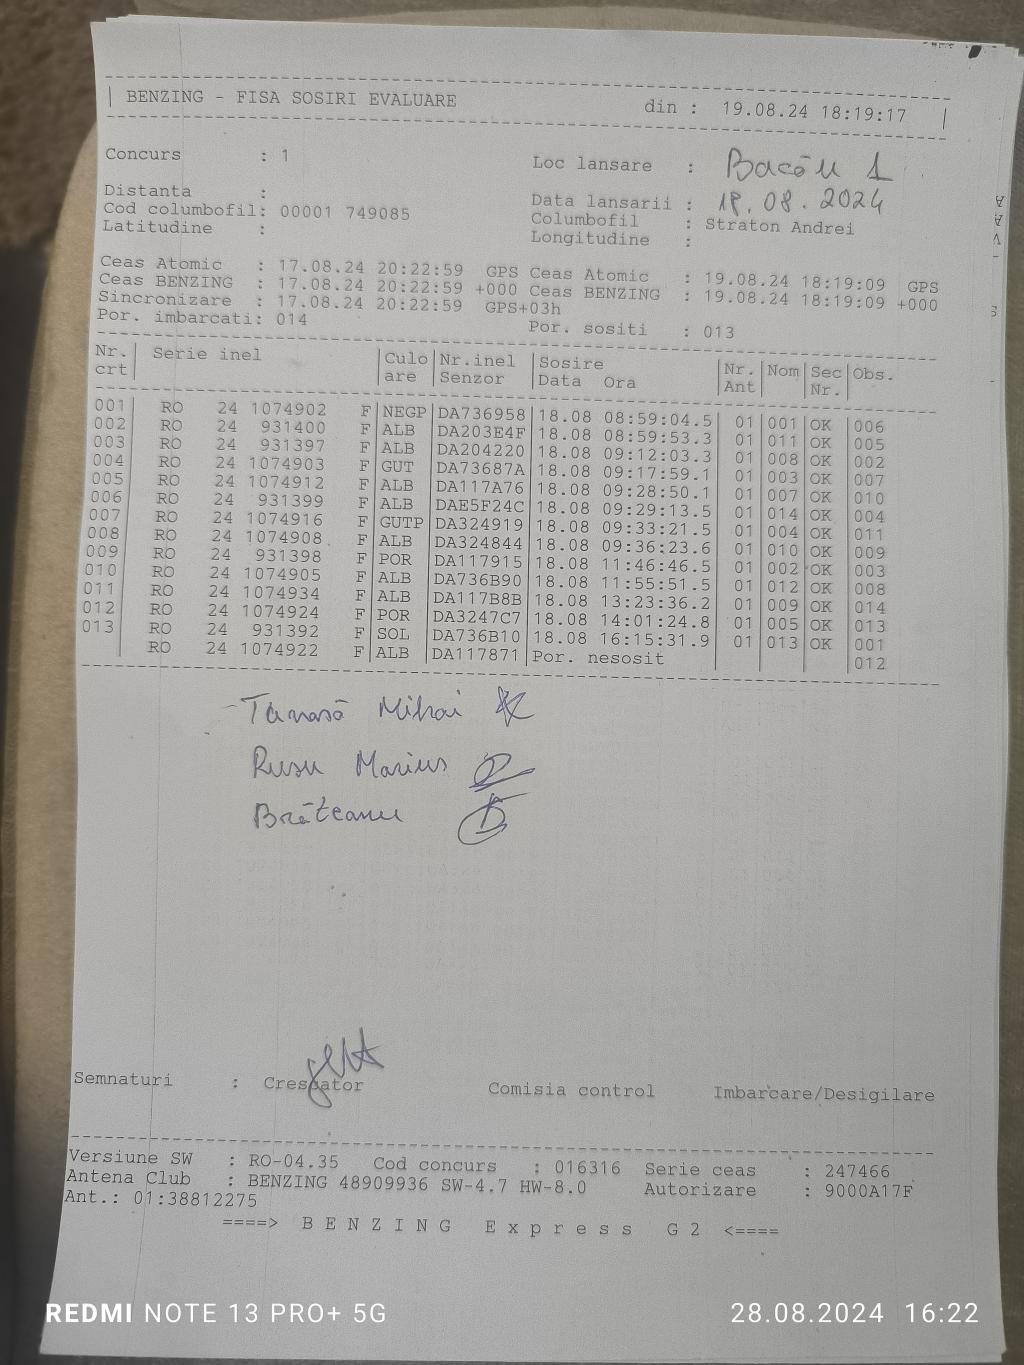 BENZING - FISA SOSIRI EVALUARE din : 19.08.24 18:19:17
Concurs : 1 Loc lansare : Bacău 1
Distanta : Data lansarii : 18.08.2024
Cod columbofil: 00001 749085 Columbofil : Straton Andrei
Latitudine : Longitudine :
Ceas Atomic : 17.08.24 20:22:59 GPS Ceas Atomic : 19.08.24 18:19:09 GPS
Ceas BENZING : 17.08.24 20:22:59 +000 Ceas BENZING : 19.08.24 18:19:09 +000
Sincronizare : 17.08.24 20:22:59 GPS+03h
Por. imbarcati: 014 Por. sositi : 013
Nr. Serie inel Culo Nr.inel Sosire Nr. Nom Sec Obs.
crt are Senzor Data Ora Ant Nr.
001 RO 24 1074902 F NEGP DA736958 18.08 08:59:04.5 01 001 OK 006
002 RO 24 931400 F ALB DA203E4F 18.08 08:59:53.3 01 011 OK 005
003 RO 24 931397 F ALB DA204220 18.08 09:12:03.3 01 008 OK 002
004 RO 24 1074903 F GUT DA73687A 18.08 09:17:59.1 01 003 OK 007
005 RO 24 1074912 F ALB DA117A76 18.08 09:28:50.1 01 007 OK 010
006 RO 24 931399 F ALB DAE5F24C 18.08 09:29:13.5 01 014 OK 004
007 RO 24 1074916 F GUTP DA324919 18.08 09:33:21.5 01 004 OK 011
008 RO 24 1074908 F ALB DA324844 18.08 09:36:23.6 01 010 OK 009
009 RO 24 931398 F POR DA117915 18.08 11:46:46.5 01 002 OK 003
010 RO 24 1074905 F ALB DA736B90 18.08 11:55:51.5 01 012 OK 008
011 RO 24 1074934 F ALB DA117B8B 18.08 13:23:36.2 01 009 OK 014
012 RO 24 1074924 F POR DA3247C7 18.08 14:01:24.8 01 005 OK 013
013 RO 24 931392 F SOL DA736B10 18.08 16:15:31.9 01 013 OK 001
RO 24 1074922 F ALB DA117871 Por. nesosit 012
Tanasă Mihai
Rusu Marius
Brăteanu
Semnaturi : Crescator Comisia control Imbarcare/Desigilare
Versiune SW : RO-04.35 Cod concurs : 016316 Serie ceas : 247466
Antena Club : BENZING 48909936 SW-4.7 HW-8.0 Autorizare : 9000A17F
Ant.: 01:38812275
====> B E N Z I N G E x p r e s s G 2 <====
REDMI NOTE 13 PRO+ 5G 28.08.2024 16:22